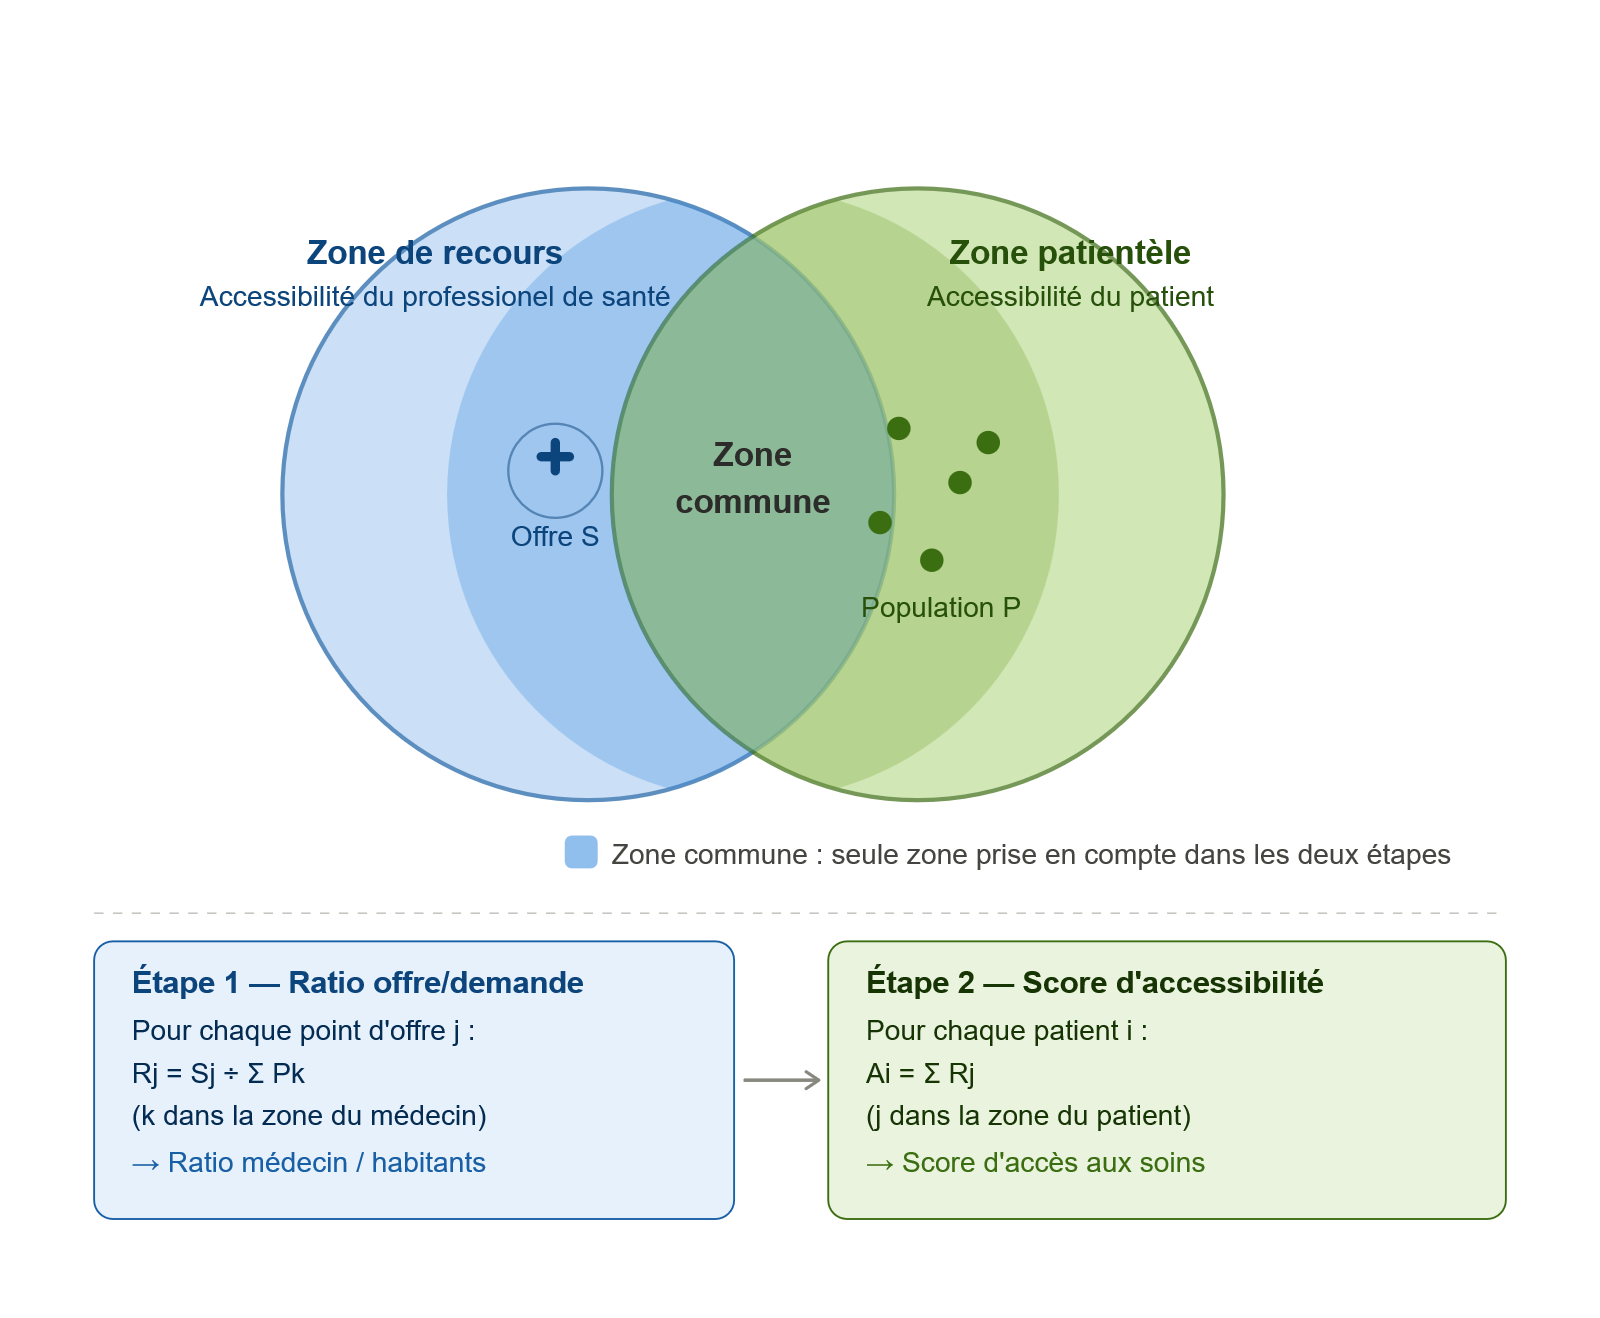 Zone de recours
Accessibilité du professionel de santé
Zone patientèle
Accessibilité du patient
Zone
commune
Offre S
Population P
Zone commune : seule zone prise en compte dans les deux étapes
Étape 1 — Ratio offre/demande
Pour chaque point d'offre j :
Rj = Sj ÷ Σ Pk
(k dans la zone du médecin)
→ Ratio médecin / habitants
Étape 2 — Score d'accessibilité
Pour chaque patient i :
Ai = Σ Rj
(j dans la zone du patient)
→ Score d'accès aux soins